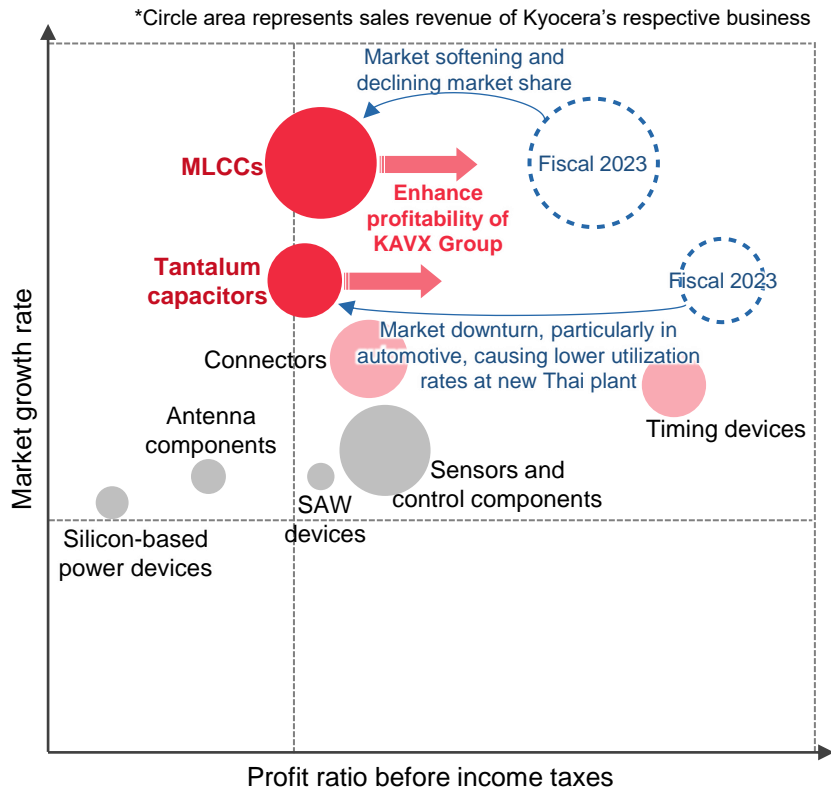 *Circle area represents sales revenue of Kyocera's respective business
Market softening and
declining market share
MLCCs
Fiscal 2023
Enhance
profitability of
KAVX Group
Tantalum
capacitors
Fiscal 2023
Market downturn, particularly in
automotive, causing lower utilization
rates at new Thai plant
Connectors
Timing devices
Antenna
components
Sensors and
control components
SAW
devices
Silicon-based
power devices
Market growth rate
Profit ratio before income taxes